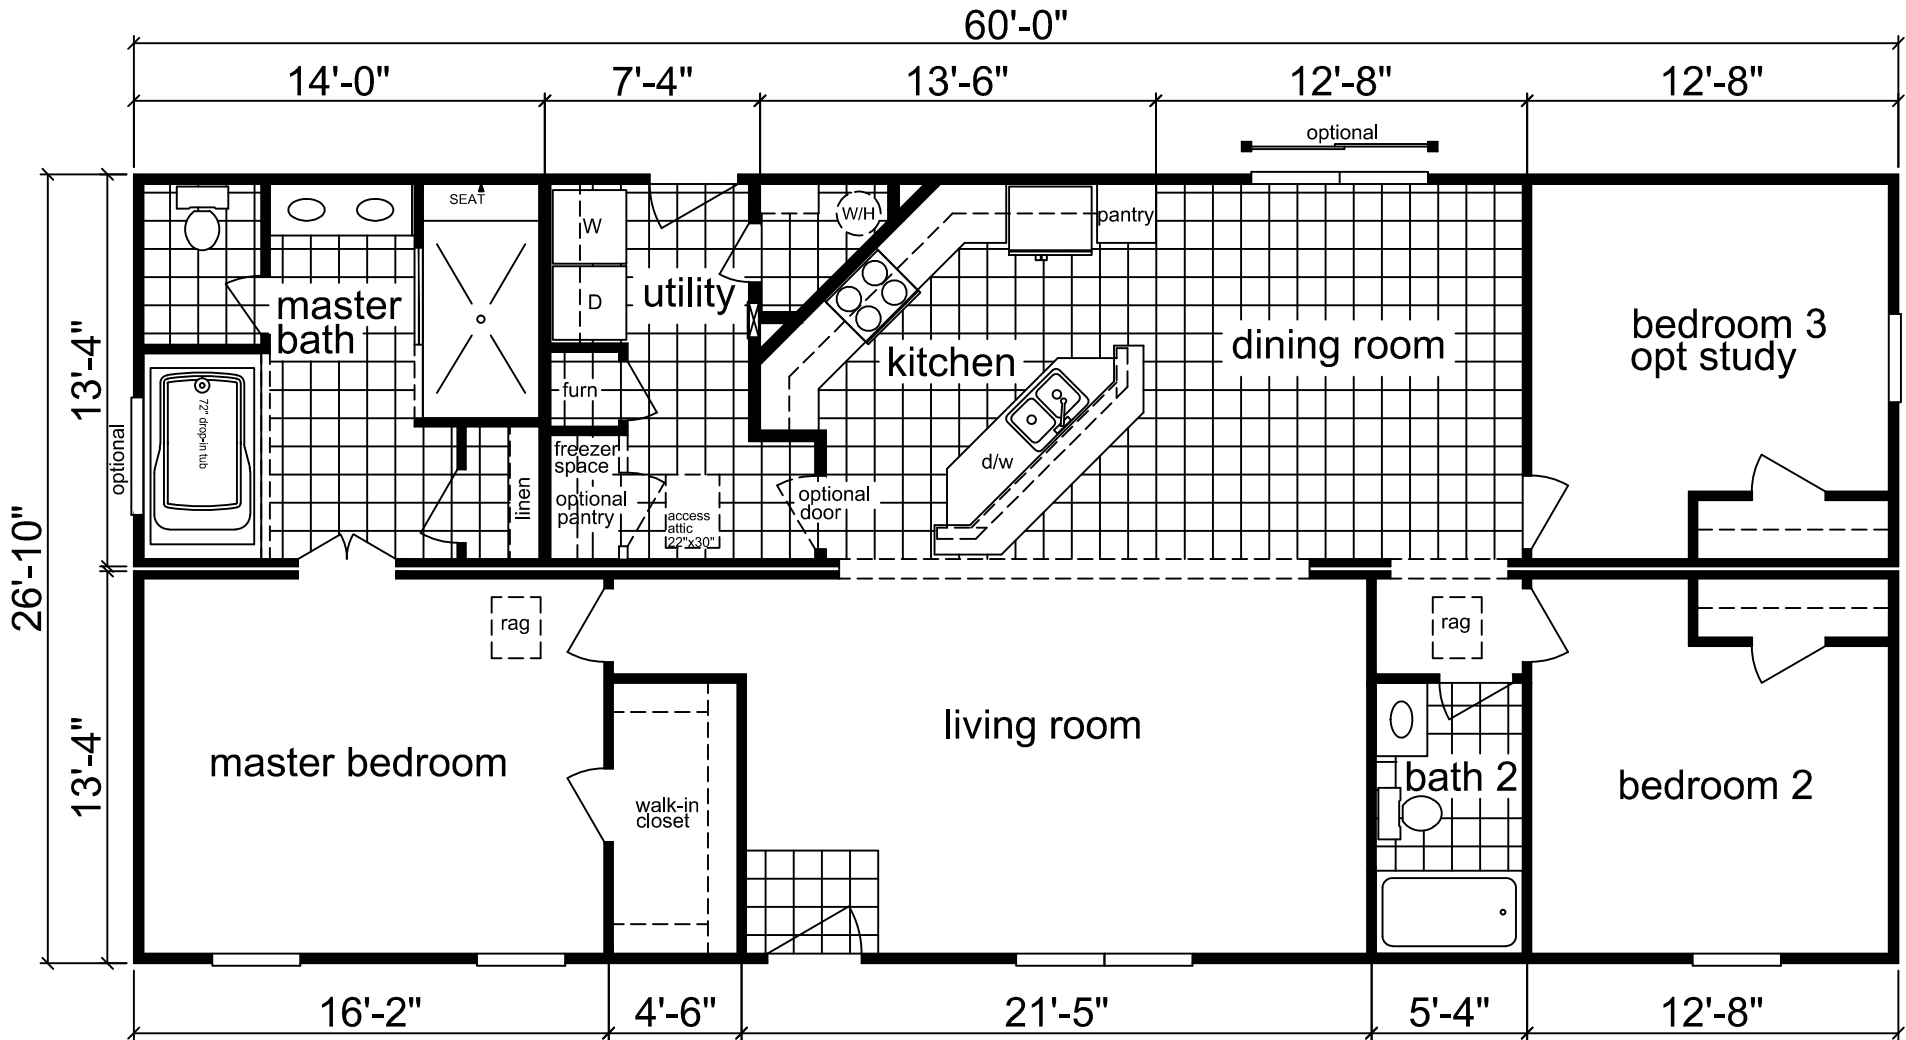 60'-0"
14'-0"
7'-4"
13'-6"
12'-8"
12'-8"
optional
SEAT
W
W/H
pantry
D
utility
master
bath
kitchen
dining room
bedroom 3
opt study
13'-4"
furn
72" drop-in tub
optional
freezer
space
optional
pantry
linen
access
attic
22"x30"
optional
door
d/w
26'-10"
rag
rag
13'-4"
master bedroom
living room
bath 2
bedroom 2
walk-in
closet
16'-2"
4'-6"
21'-5"
5'-4"
12'-8"